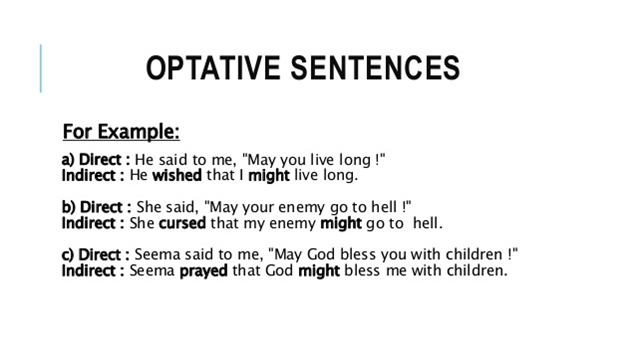 OPTATIVE SENTENCES
For Example:
a) Direct : He said to me, "May you live long !"
Indirect : He wished that I might live long.
b) Direct : She said, "May your enemy go to hell !"
Indirect : She cursed that my enemy might go to  hell.
c) Direct : Seema said to me, "May God bless you with children !"
Indirect : Seema prayed that God might bless me with children.